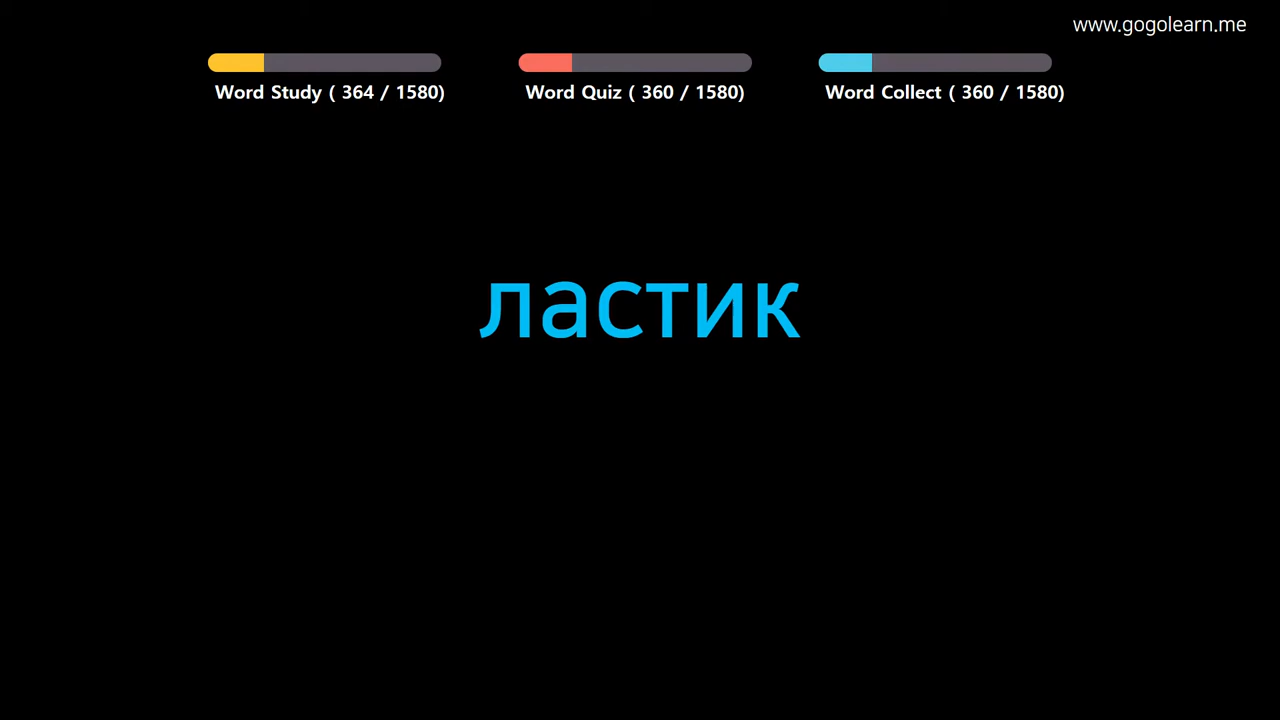 www.gogolearn.me
Word Study ( 364 / 1580)
Word Quiz ( 360 / 1580)
Word Collect ( 360 / 1580)
ластик